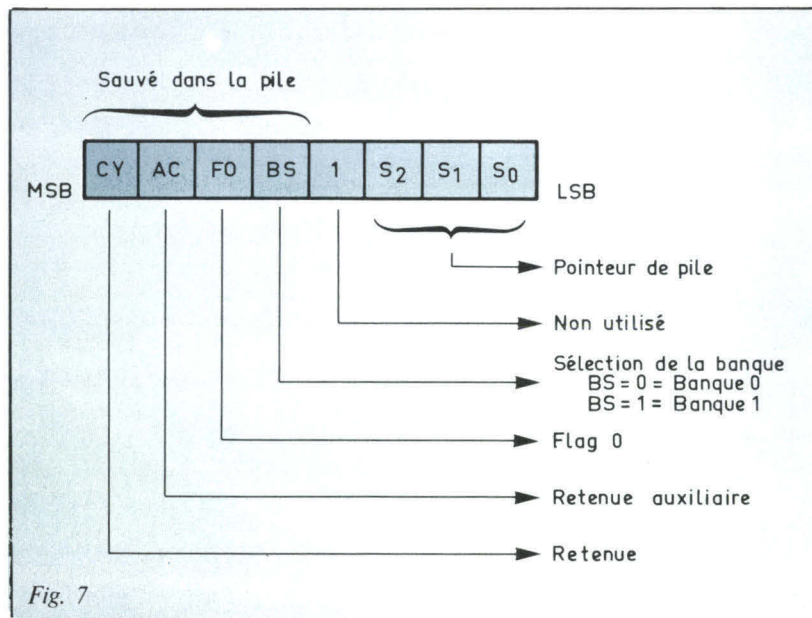 Sauvé dans la pile
MSB CY AC F0 BS 1 S2 S1 S0 LSB
Pointeur de pile
Non utilisé
Sélection de la banque
BS = 0 = Banque 0
BS = 1 = Banque 1
Flag 0
Retenue auxiliaire
Retenue
Fig. 7